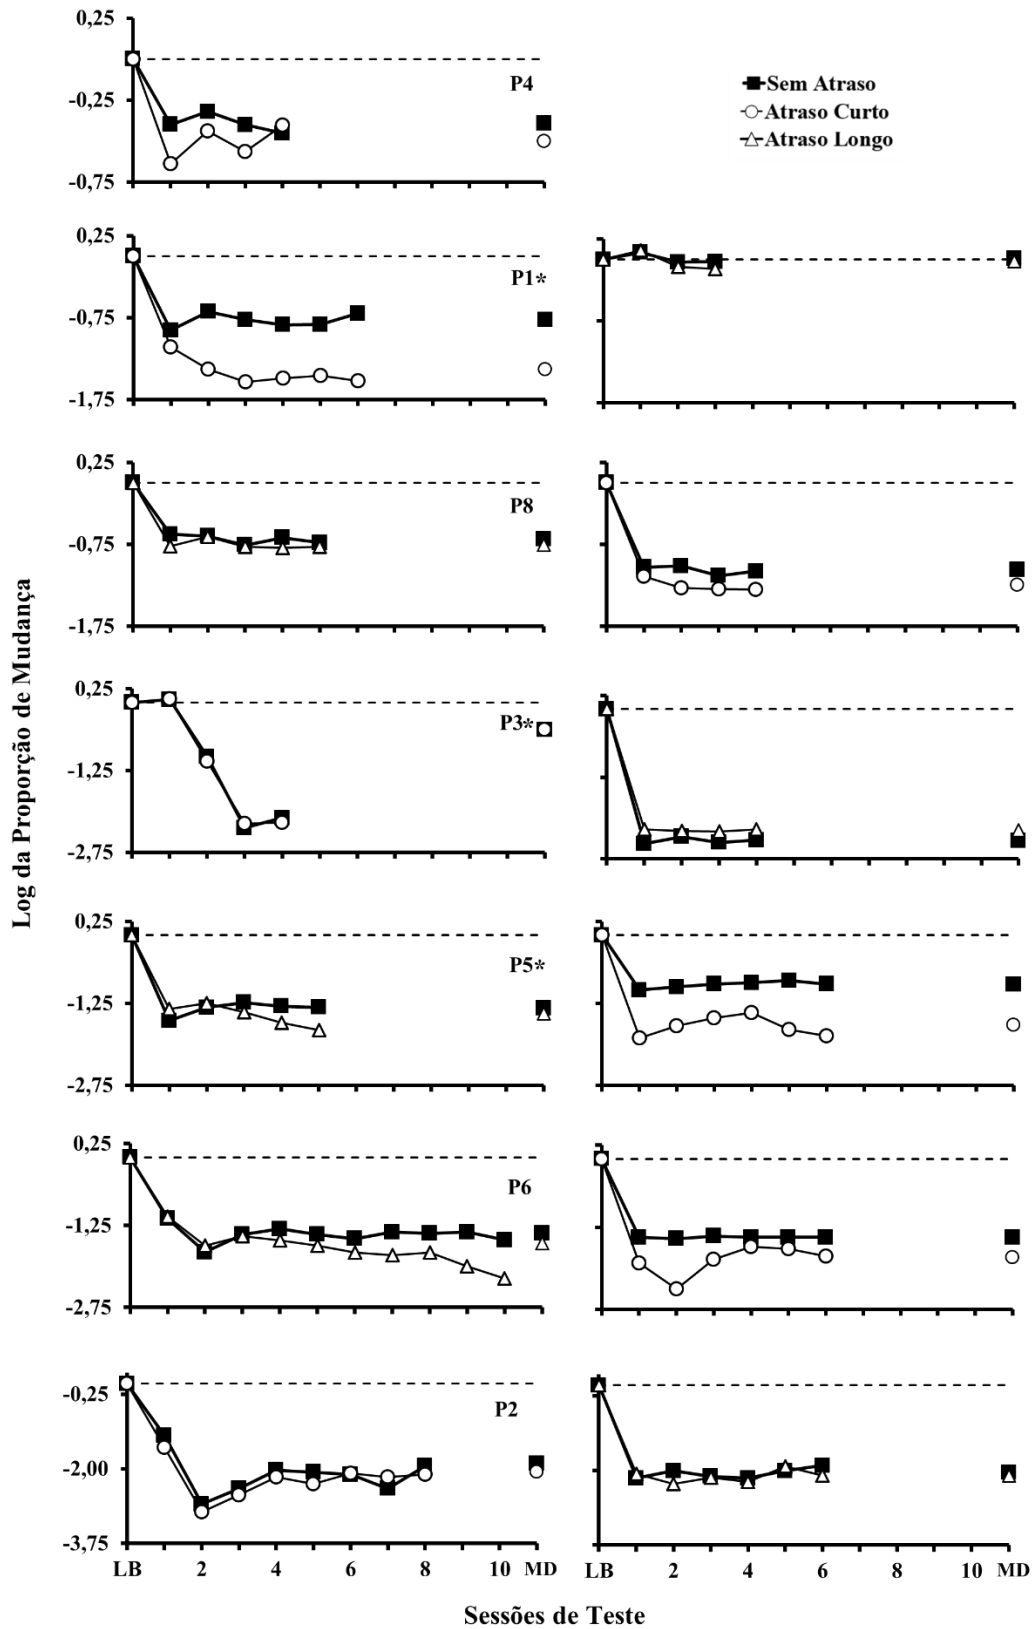 0,25
-0,25
-0,75
P4
Sem Atraso
Atraso Curto
Atraso Longo
0,25
-0,75
-1,75
P1*
0,25
-0,75
-1,75
P8
0,25
-1,25
-2,75
P3*
0,25
-1,25
-2,75
P5*
0,25
-1,25
-2,75
P6
-0,25
-2,00
-3,75
P2
LB 2 4 6 8 10 MD
LB 2 4 6 8 10 MD
Log da Proporção de Mudança
Sessões de Teste